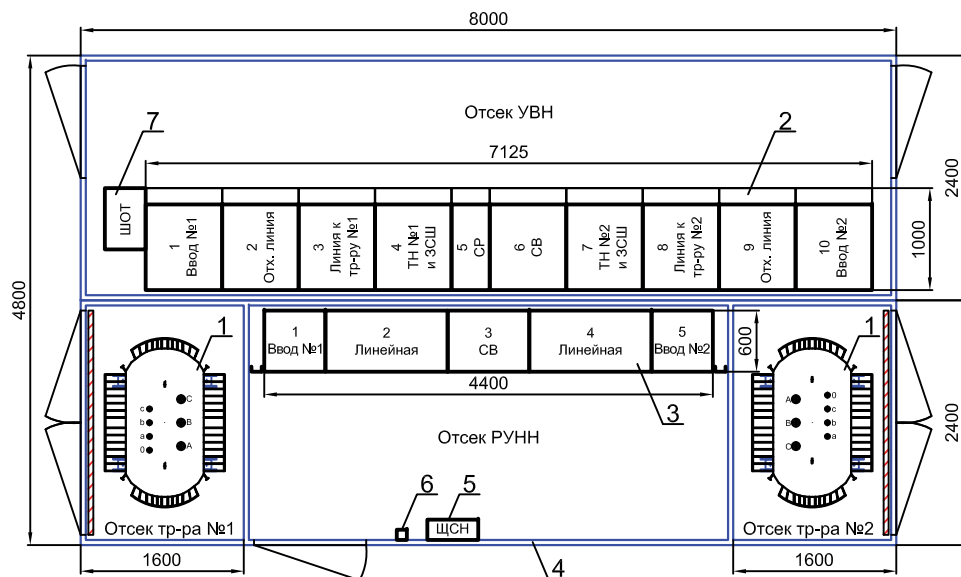 8000
Отсек УВН
7
2
7125
ШОТ
1
Ввод №1
2
Отх. линия
3
Линия к
тр-ру №1
4
ТН №1
и ЗСШ
5
СР
6
СВ
7
ТН №2
и ЗСШ
8
Линия к
тр-ру №2
9
Отх. линия
10
Ввод №2
1000
2400
4800
1
1
Ввод №1
2
Линейная
3
СВ
4
Линейная
5
Ввод №2
600
1
4400
3
c
b
a
0
C
B
A
Отсек РУНН
A
B
C
0
c
b
a
2400
6
5
ЩСН
Отсек тр-ра №1
Отсек тр-ра №2
1600
4
1600